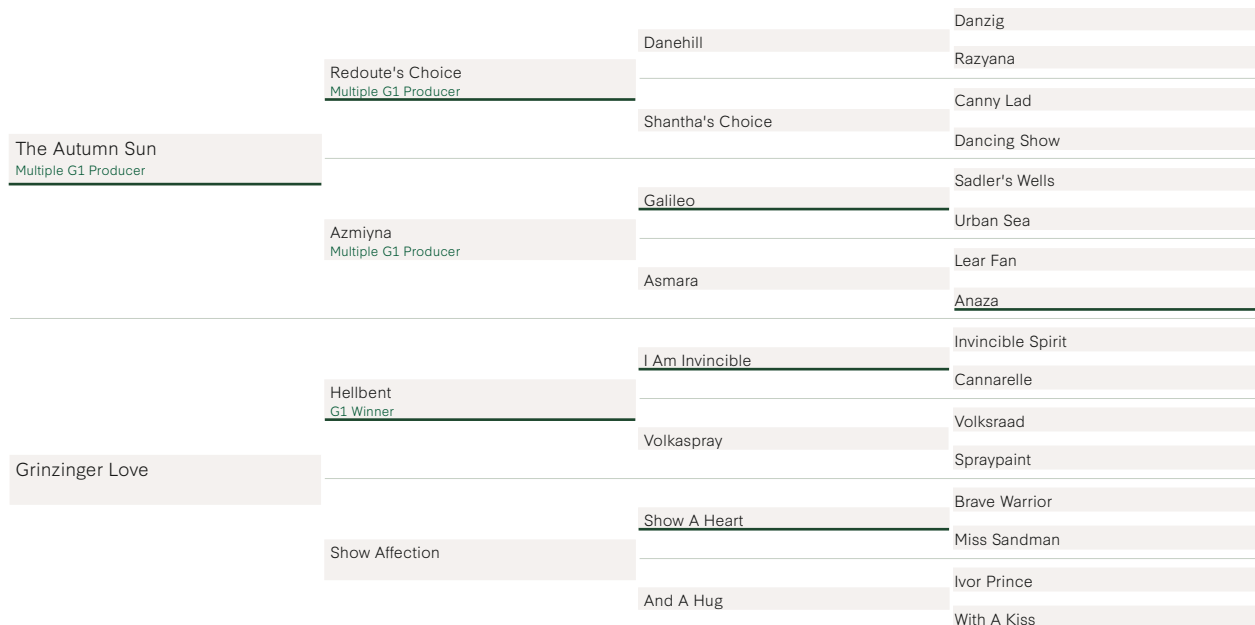 Danzig
Danehill
Razyana
Redoute's Choice
Multiple G1 Producer
Canny Lad
Shantha's Choice
Dancing Show
The Autumn Sun
Multiple G1 Producer
Sadler's Wells
Galileo
Urban Sea
Azmiyna
Multiple G1 Producer
Lear Fan
Asmara
Anaza
Invincible Spirit
I Am Invincible
Cannarelle
Hellbent
G1 Winner
Volksraad
Volkaspray
Spraypaint
Grinzinger Love
Brave Warrior
Show A Heart
Miss Sandman
Show Affection
Ivor Prince
And A Hug
With A Kiss